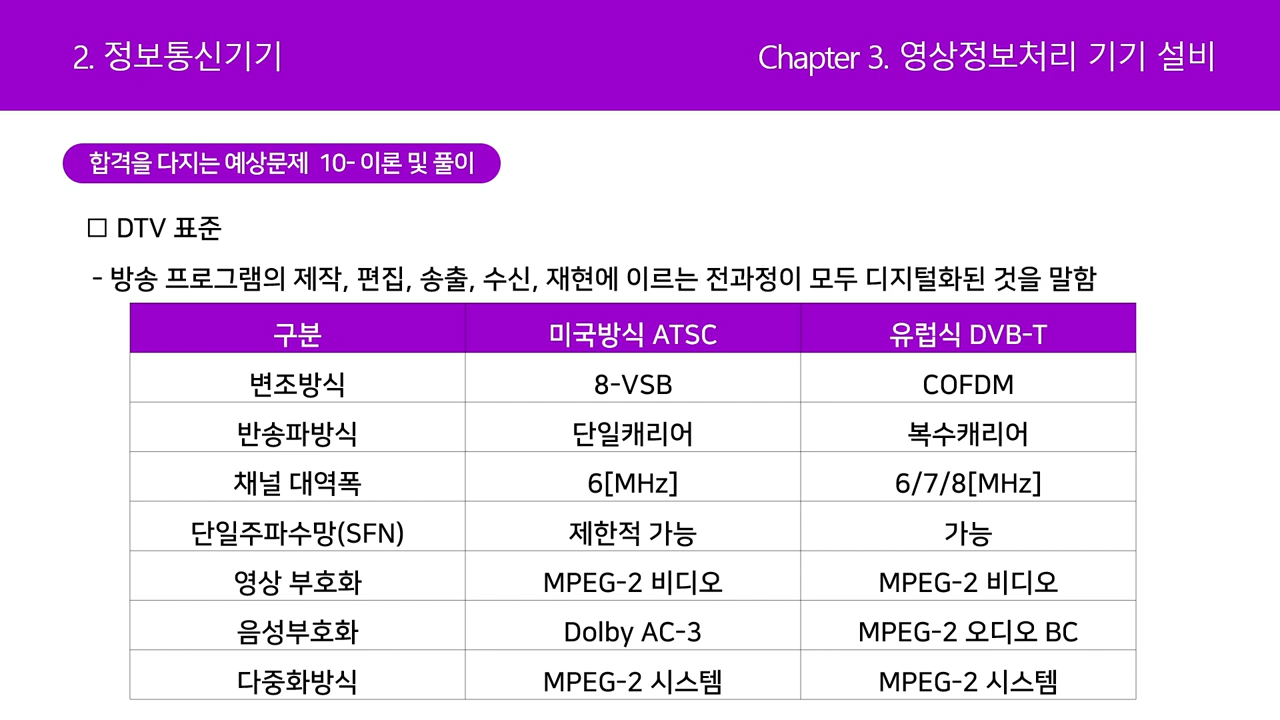 2. 정보통신기기
Chapter 3. 영상정보처리 기기 설비
합격을 다지는 예상문제 10- 이론 및 풀이
□ DTV 표준
- 방송 프로그램의 제작, 편집, 송출, 수신, 재현에 이르는 전과정이 모두 디지털화된 것을 말함
구분 미국방식 ATSC 유럽식 DVB-T
변조방식 8-VSB COFDM
반송파방식 단일캐리어 복수캐리어
채널 대역폭 6[MHz] 6/7/8[MHz]
단일주파수망(SFN) 제한적 가능 가능
영상 부호화 MPEG-2 비디오 MPEG-2 비디오
음성부호화 Dolby AC-3 MPEG-2 오디오 BC
다중화방식 MPEG-2 시스템 MPEG-2 시스템